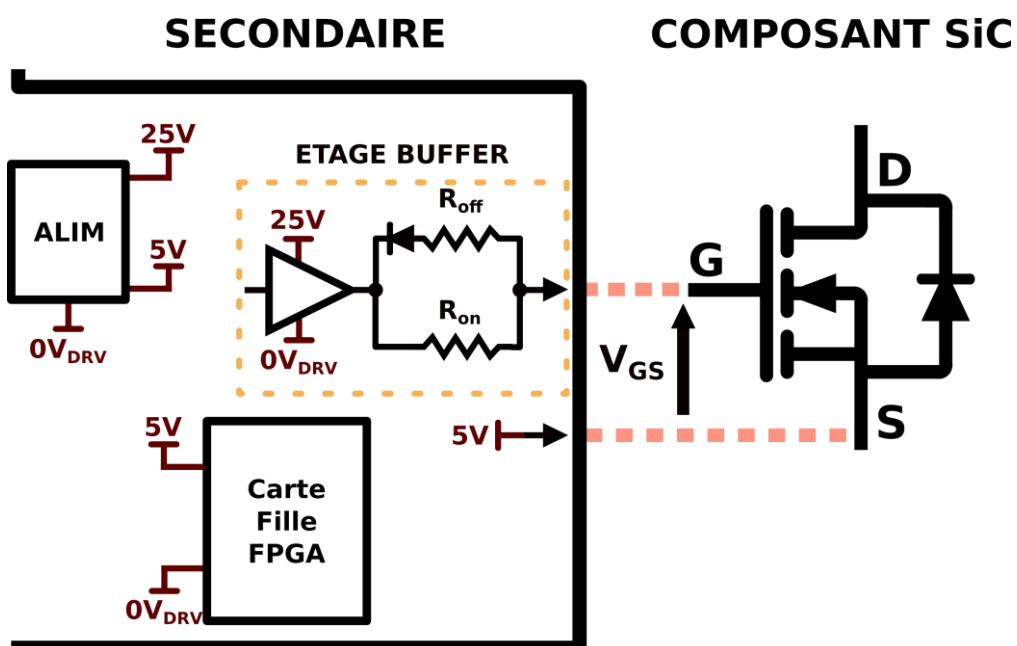 SECONDAIRE
COMPOSANT SiC
25V
ALIM
5V
0VDRV
ETAGE BUFFER
25V
Roff
Ron
0VDRV
G
D
VGS
S
5V
5V
Carte
Fille
FPGA
0VDRV